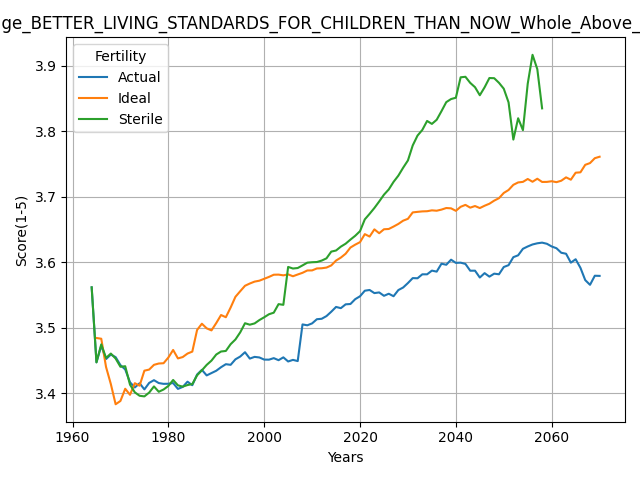 ge_BETTER_LIVING_STANDARDS_FOR_CHILDREN_THAN_NOW_Whole_Above_
Fertility
Actual
Ideal
Sterile
Score(1-5)
3.9
3.8
3.7
3.6
3.5
3.4
1960 1980 2000 2020 2040 2060
Years